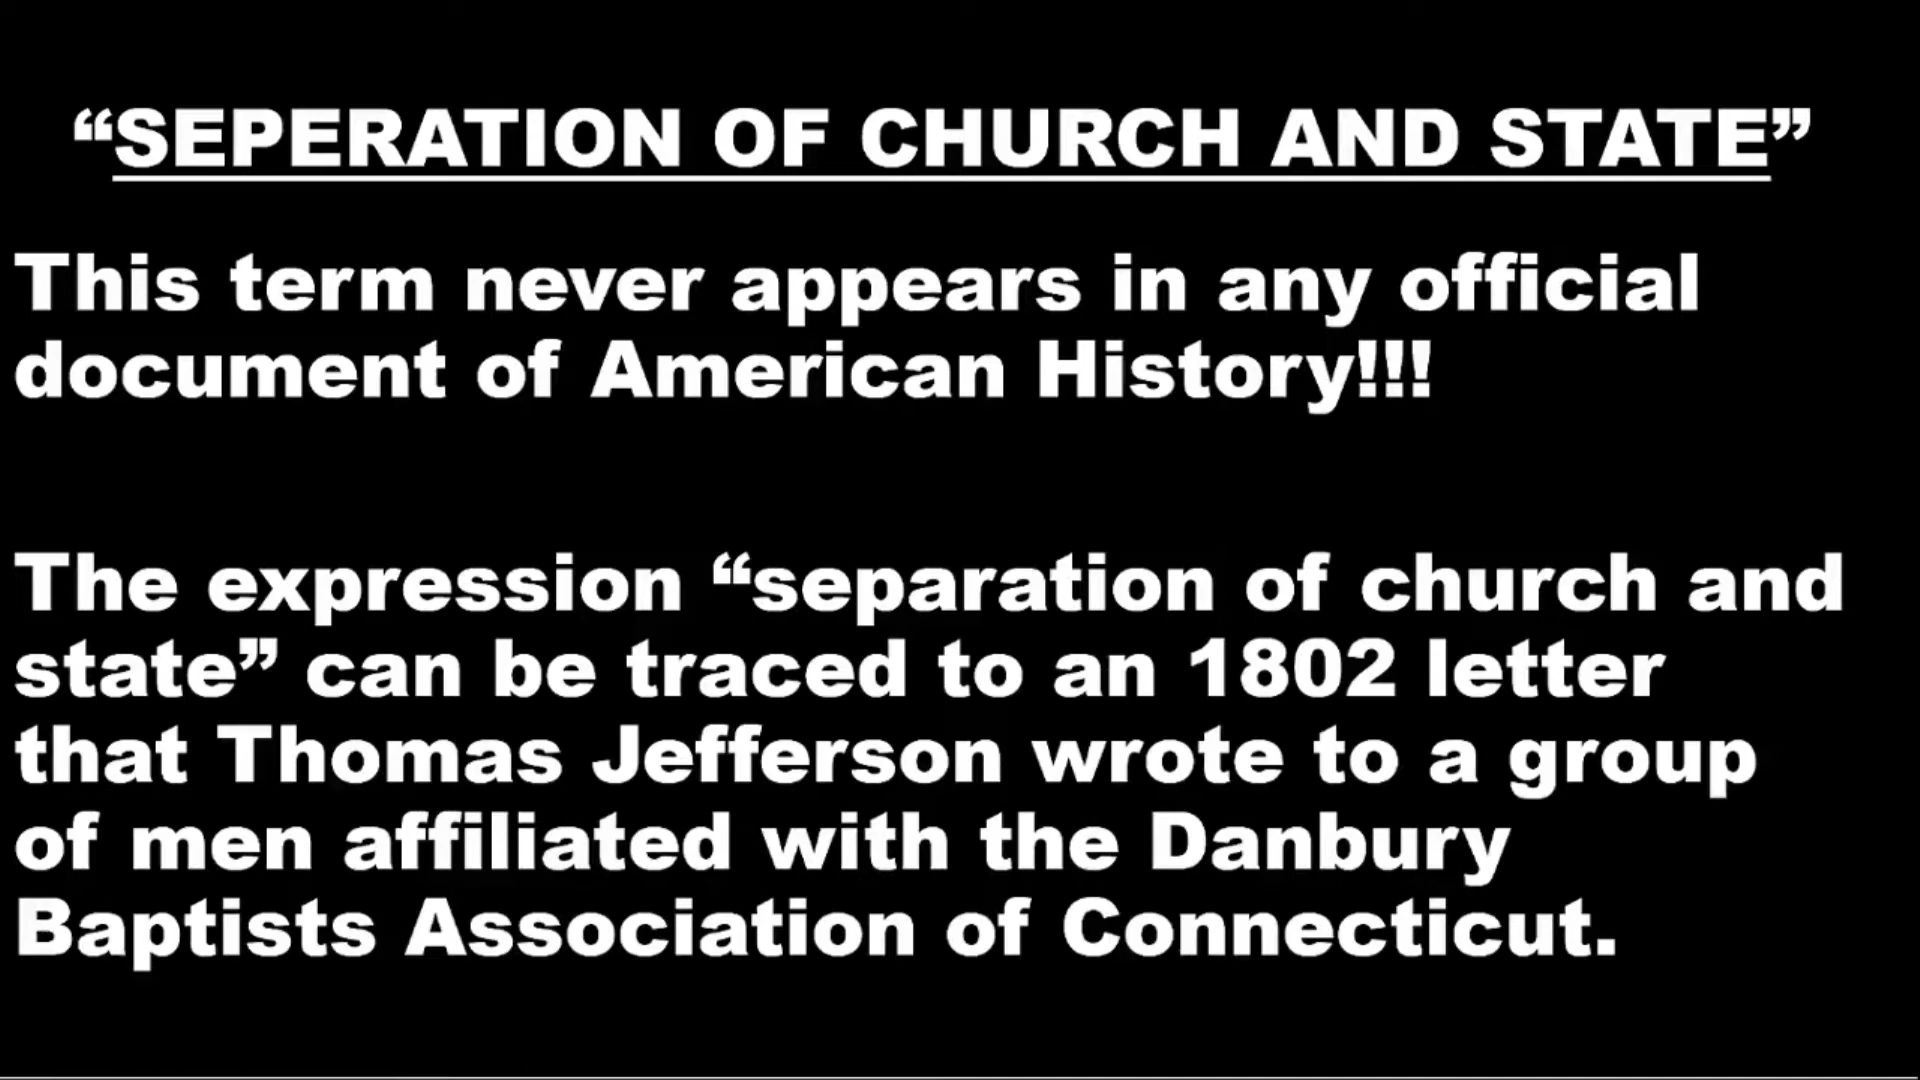 “SEPERATION OF CHURCH AND STATE”
This term never appears in any official
document of American History!!!
The expression “separation of church and
state” can be traced to an 1802 letter
that Thomas Jefferson wrote to a group
of men affiliated with the Danbury
Baptists Association of Connecticut.